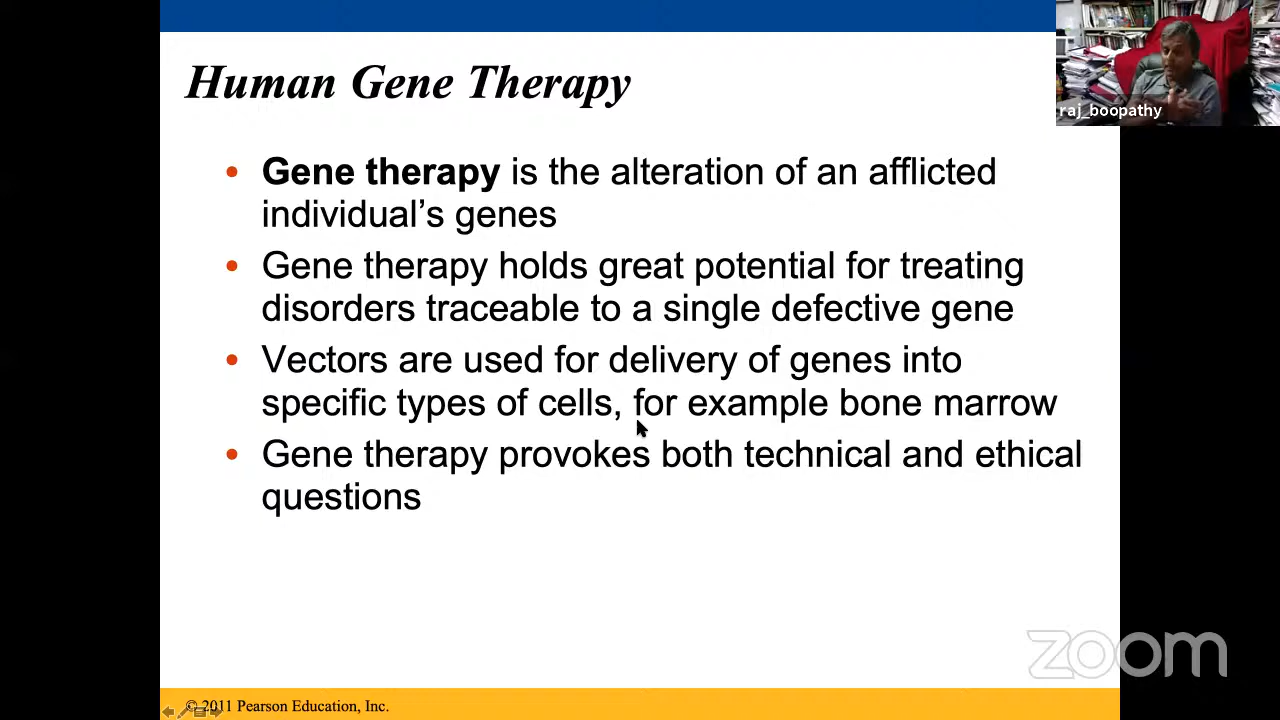 Human Gene Therapy
raj_boopathy
• Gene therapy is the alteration of an afflicted
individual’s genes
• Gene therapy holds great potential for treating
disorders traceable to a single defective gene
• Vectors are used for delivery of genes into
specific types of cells, for example bone marrow
• Gene therapy provokes both technical and ethical
questions
zoom
© 2011 Pearson Education, Inc.